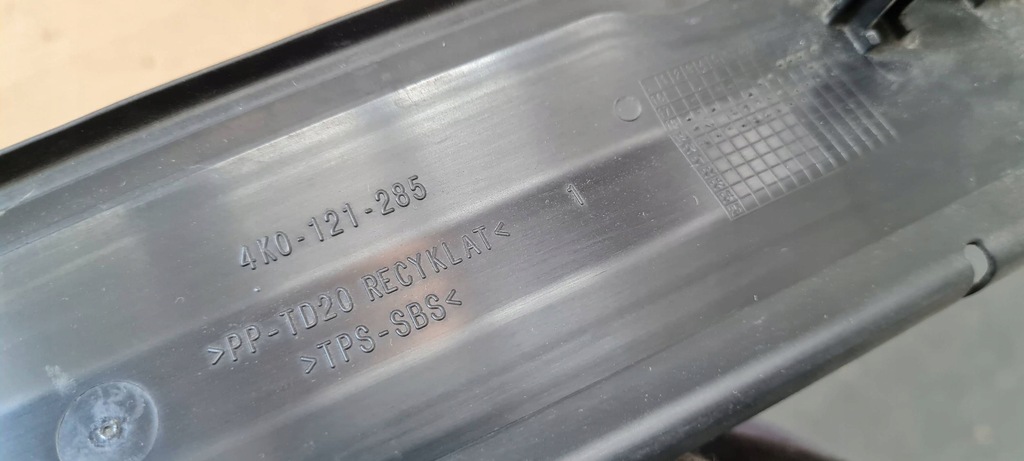 4K0-121-285
>PP-TD20 RECYKLAT<
1
>TPS-SBS<